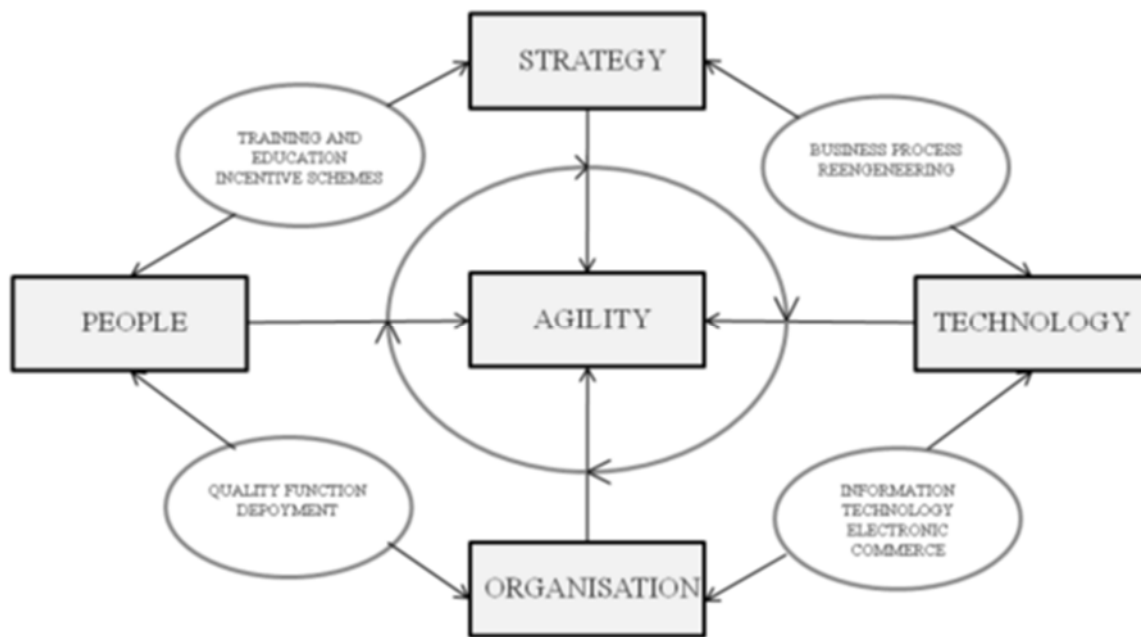 STRATEGY
TRAININIG AND
EDUCATION
INCENTIVE SCHEMES
BUSINESS PROCESS
REENGENEERING
PEOPLE
AGILITY
TECHNOLOGY
QUALITY FUNCTION
DEPOYMENT
INFORMATION
TECHNOLOGY
ELECTRONIC
COMMERCE
ORGANISATION